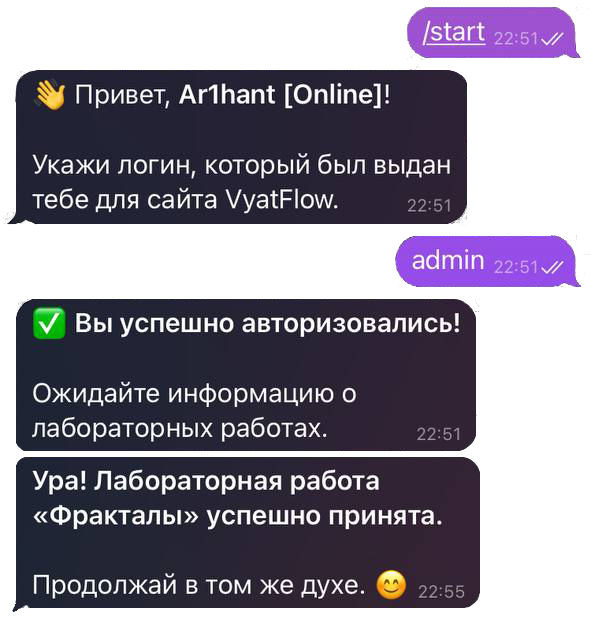 /start 22:51
👋 Привет, Ar1hant [Online]!
Укажи логин, который был выдан
тебе для сайта VyatFlow. 22:51
admin 22:51
✅ Вы успешно авторизовались!
Ожидайте информацию о
лабораторных работах. 22:51
Ура! Лабораторная работа
«Фракталы» успешно принята.
Продолжай в том же духе. 😊 22:55